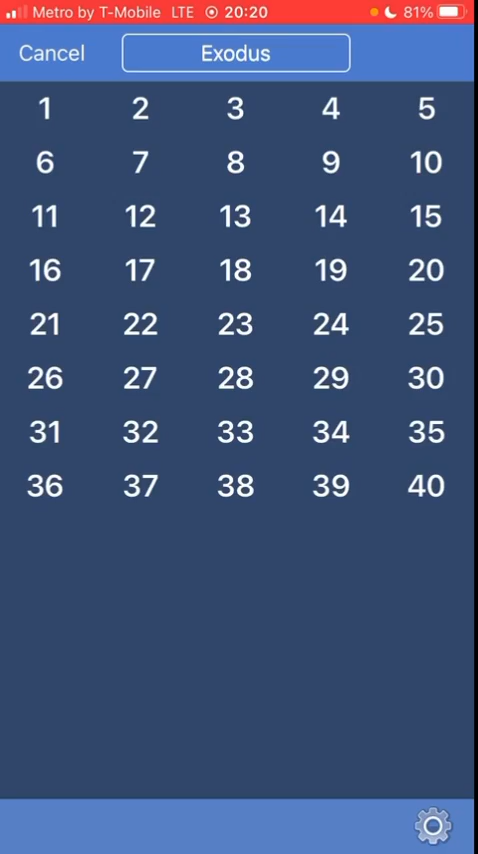 Metro by T-Mobile LTE 20:20 81%
Cancel Exodus
1 2 3 4 5
6 7 8 9 10
11 12 13 14 15
16 17 18 19 20
21 22 23 24 25
26 27 28 29 30
31 32 33 34 35
36 37 38 39 40